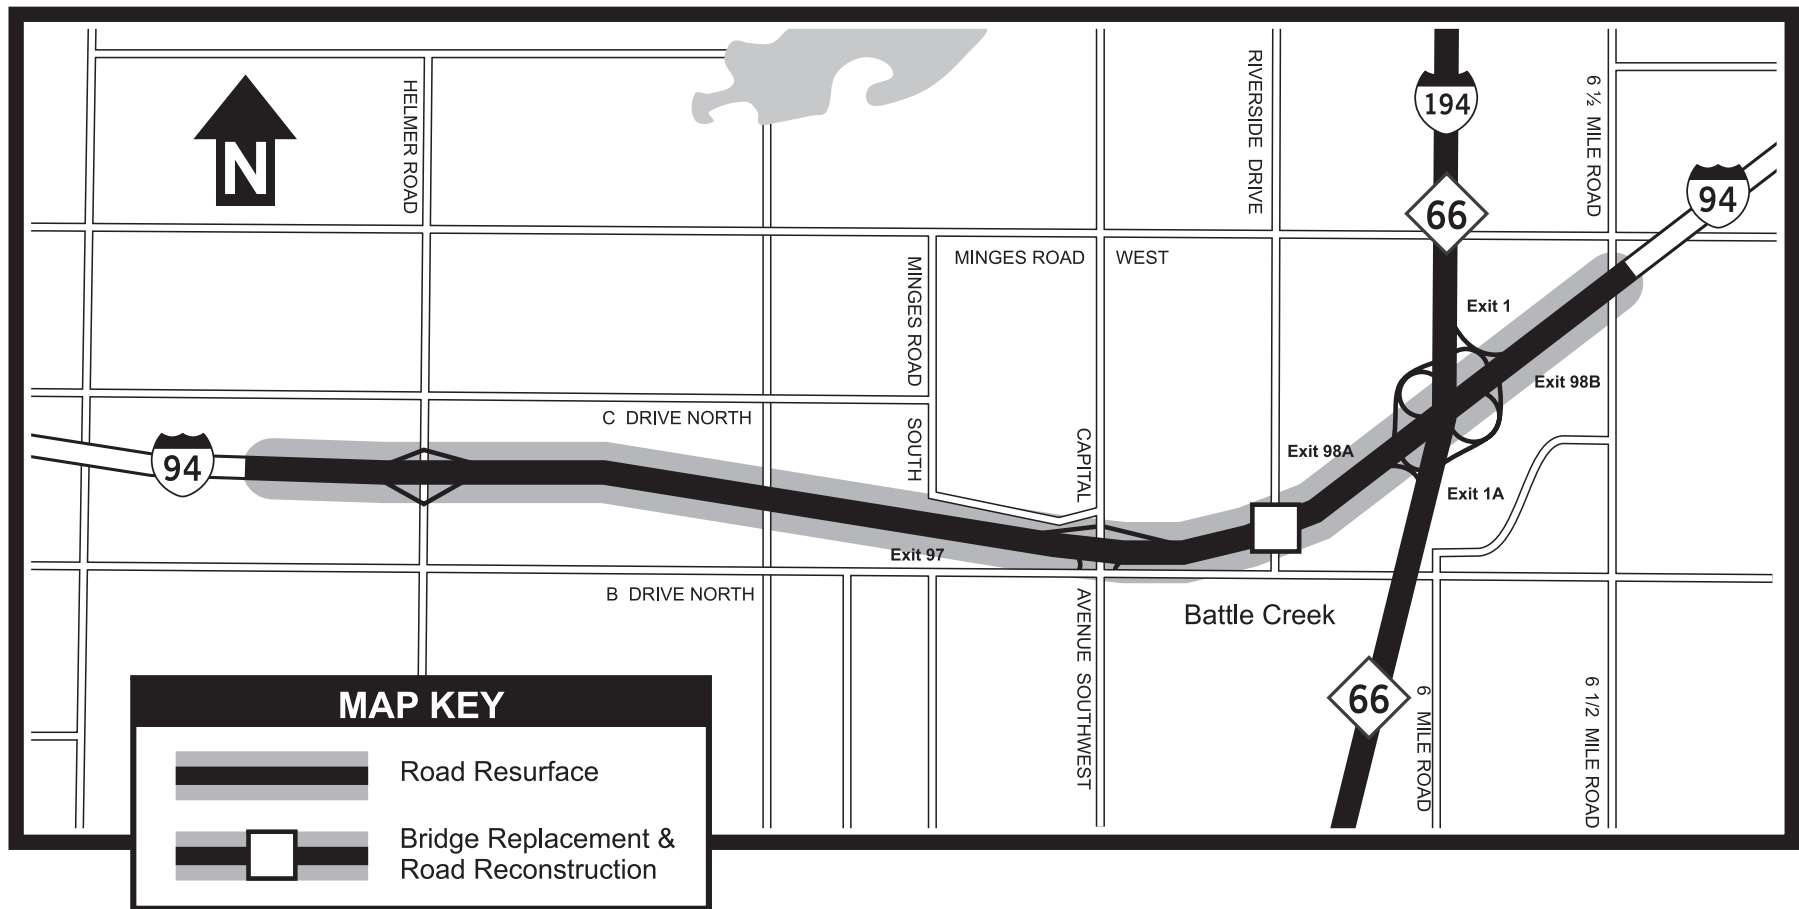 N
HELMER ROAD
RIVERSIDE DRIVE
194
66
6 ½ MILE ROAD
94
MINGES ROAD WEST
MINGES ROAD SOUTH
Exit 1
Exit 98B
C DRIVE NORTH
94
CAPITAL AVENUE SOUTHWEST
Exit 98A
Exit 1A
Exit 97
B DRIVE NORTH
Battle Creek
66
6 MILE ROAD
6 1/2 MILE ROAD
MAP KEY
Road Resurface
Bridge Replacement &
Road Reconstruction